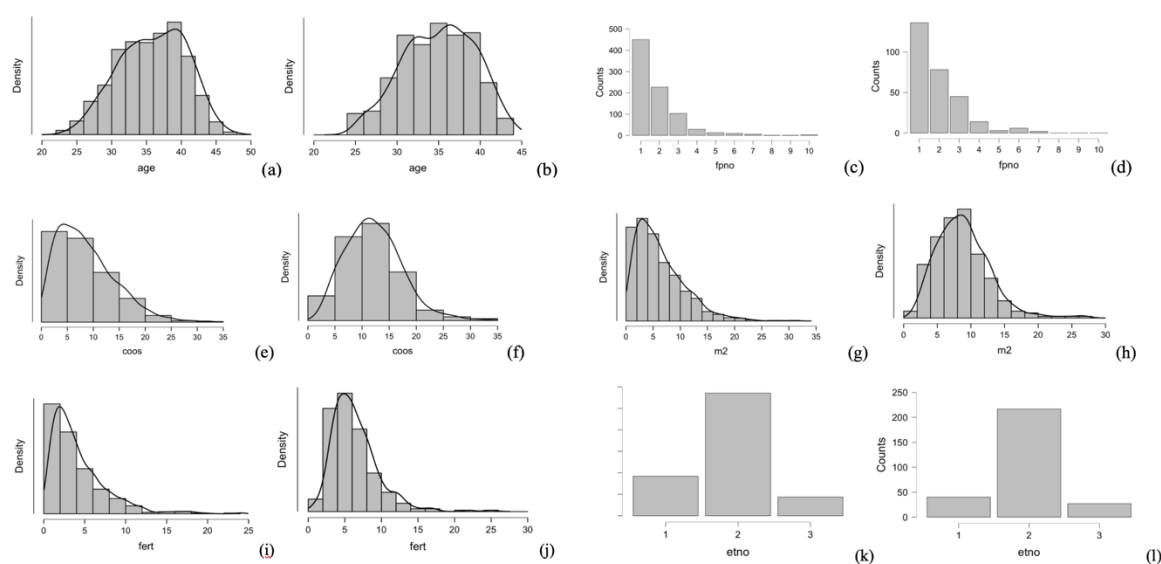 Density
20 25 30 35 40 45 50
age
(a)
Density
20 25 30 35 40 45
age
(b)
Counts
500
400
300
200
100
0
1 2 3 4 5 6 7 8 9 10
fpno
(c)
Counts
100
50
0
1 2 3 4 5 6 7 8 9 10
fpno
(d)
Density
0 5 10 15 20 25 30 35
coos
(e)
Density
0 5 10 15 20 25 30 35
coos
(f)
Density
0 5 10 15 20 25 30 35
m2
(g)
Density
0 5 10 15 20 25 30
m2
(h)
Density
0 5 10 15 20 25
fert
(i)
Density
0 5 10 15 20 25 30
fert
(j)
1 2 3
etno
(k)
Counts
250
200
150
100
50
0
1 2 3
etno
(l)